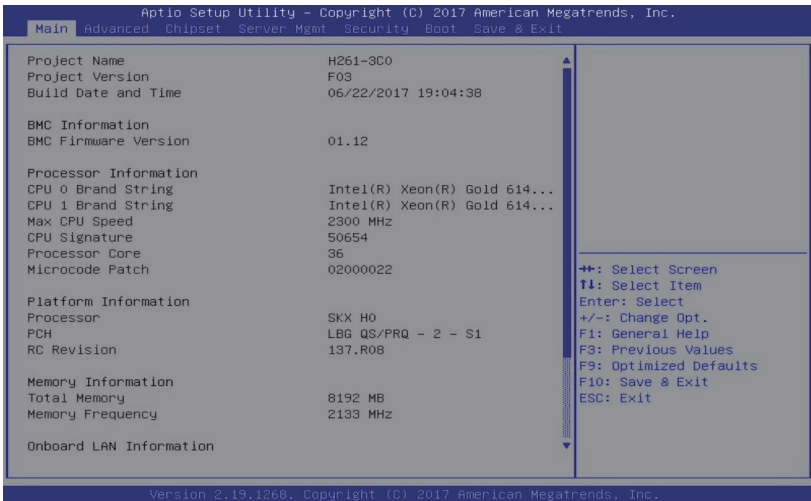 Aptio Setup Utility – Copyright (C) 2017 American Megatrends, Inc.
Main Advanced Chipset Server Mgmt Security Boot Save & Exit
Project Name H261-3C0
Project Version F03
Build Date and Time 06/22/2017 19:04:38
BMC Information
BMC Firmware Version 01.12
Processor Information
CPU 0 Brand String Intel(R) Xeon(R) Gold 614...
CPU 1 Brand String Intel(R) Xeon(R) Gold 614...
Max CPU Speed 2300 MHz
CPU Signature 50654
Processor Core 36
Microcode Patch 02000022
Platform Information
Processor SKX H0
PCH LBG QS/PRQ - 2 - S1
RC Revision 137.R08
Memory Information
Total Memory 8192 MB
Memory Frequency 2133 MHz
Onboard LAN Information
→←: Select Screen
↑↓: Select Item
Enter: Select
+/-: Change Opt.
F1: General Help
F3: Previous Values
F9: Optimized Defaults
F10: Save & Exit
ESC: Exit
Version 2.19.1268. Copyright (C) 2017 American Megatrends, Inc.